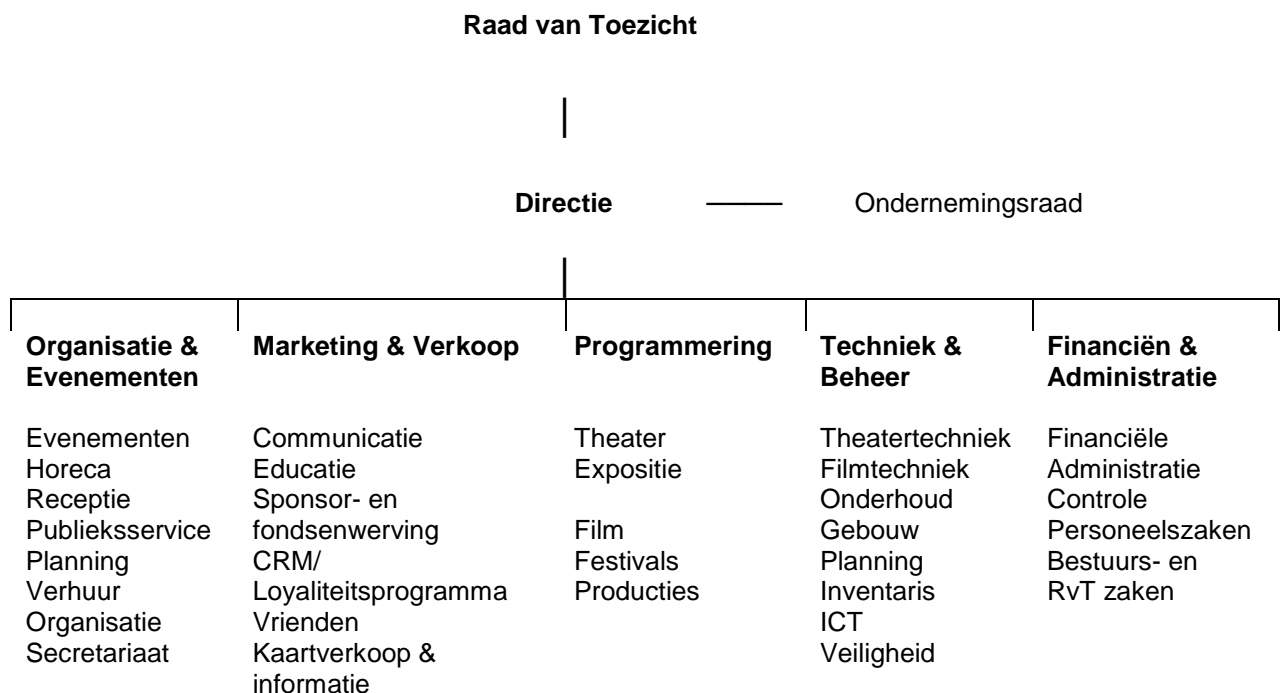 Raad van Toezicht
Directie
Ondernemingsraad
Organisatie &
Evenementen
Evenementen
Horeca
Receptie
Publieksservice
Planning
Verhuur
Organisatie
Secretariaat
Marketing & Verkoop
Communicatie
Educatie
Sponsor- en
fondsenwerving
CRM/
Loyaliteitsprogramma
Vrienden
Kaartverkoop &
informatie
Programmering
Theater
Expositie
Film
Festivals
Producties
Techniek &
Beheer
Theatertechniek
Filmtechniek
Onderhoud
Gebouw
Planning
Inventaris
ICT
Veiligheid
Financiën &
Administratie
Financiële
Administratie
Controle
Personeelszaken
Bestuurs- en
RvT zaken